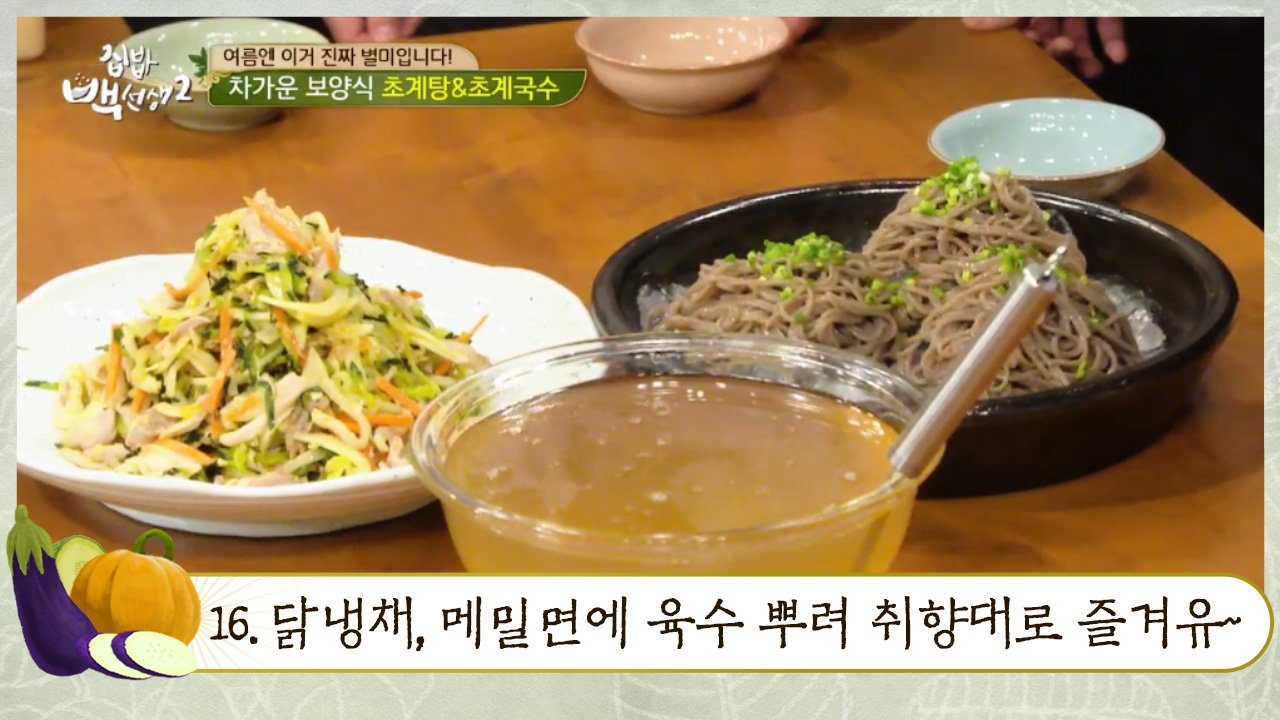 집밥
백선생2
여름엔 이거 진짜 별미입니다!
차가운 보양식 초계탕&초계국수
16. 닭냉채, 메밀면에 육수 뿌려 취향대로 즐겨유~